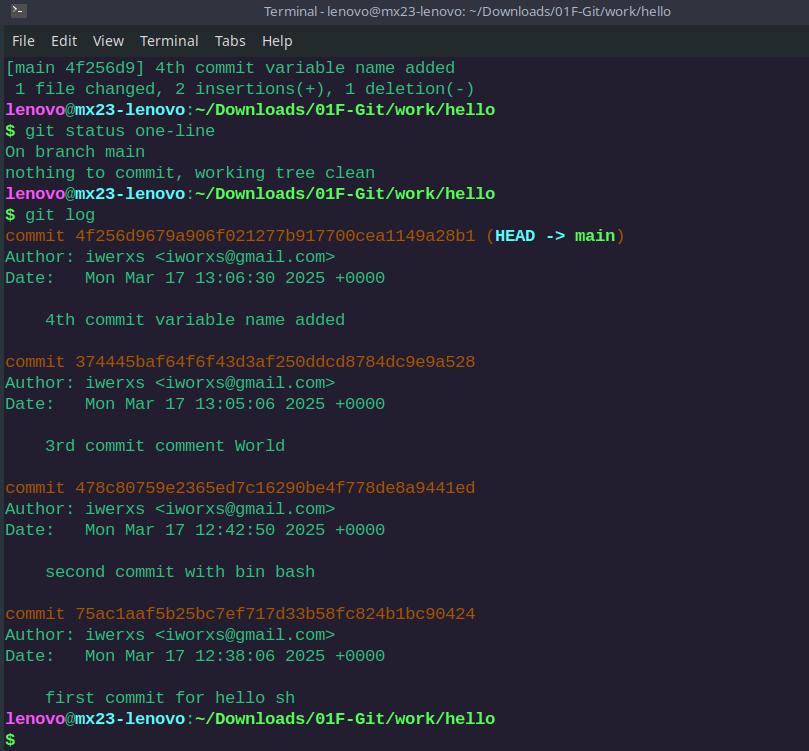 Terminal - lenovo@mx23-lenovo: ~/Downloads/01F-Git/work/hello
File Edit View Terminal Tabs Help
[main 4f256d9] 4th commit variable name added
 1 file changed, 2 insertions(+), 1 deletion(-)
lenovo@mx23-lenovo:~/Downloads/01F-Git/work/hello
$ git status one-line
On branch main
nothing to commit, working tree clean
lenovo@mx23-lenovo:~/Downloads/01F-Git/work/hello
$ git log
commit 4f256d9679a906f021277b917700cea1149a28b1 (HEAD -> main)
Author: iwerxs <iworxs@gmail.com>
Date:   Mon Mar 17 13:06:30 2025 +0000

    4th commit variable name added

commit 374445baf64f6f43d3af250ddcd8784dc9e9a528
Author: iwerxs <iworxs@gmail.com>
Date:   Mon Mar 17 13:05:06 2025 +0000

    3rd commit comment World

commit 478c80759e2365ed7c16290be4f778de8a9441ed
Author: iwerxs <iworxs@gmail.com>
Date:   Mon Mar 17 12:42:50 2025 +0000

    second commit with bin bash

commit 75ac1aaf5b25bc7ef717d33b58fc824b1bc90424
Author: iwerxs <iworxs@gmail.com>
Date:   Mon Mar 17 12:38:06 2025 +0000

    first commit for hello sh
lenovo@mx23-lenovo:~/Downloads/01F-Git/work/hello
$